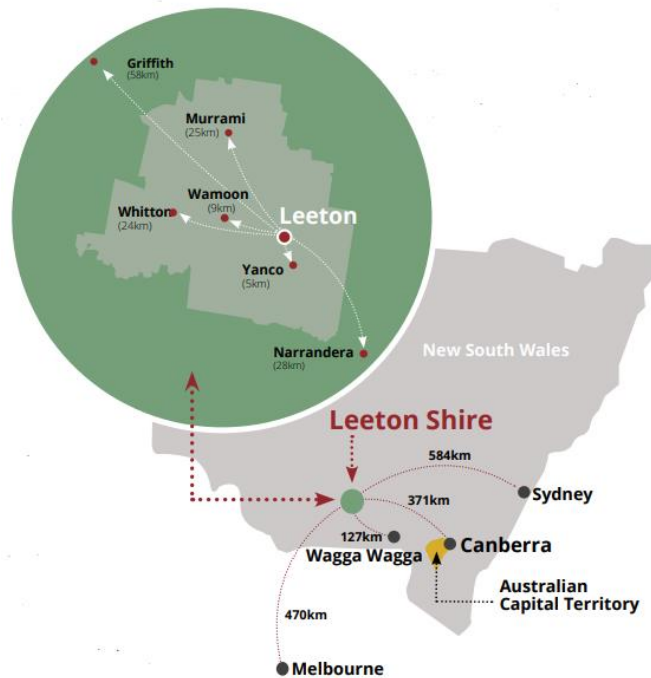 Griffith
(58km)
Murrami
(25km)
Wamoon
(9km)
Whitton
(24km)
Leeton
Yanco
(5km)
Narrandera
(28km)
New South Wales
Leeton Shire
584km
Sydney
371km
127km
Canberra
Wagga Wagga
Australian
Capital Territory
470km
Melbourne